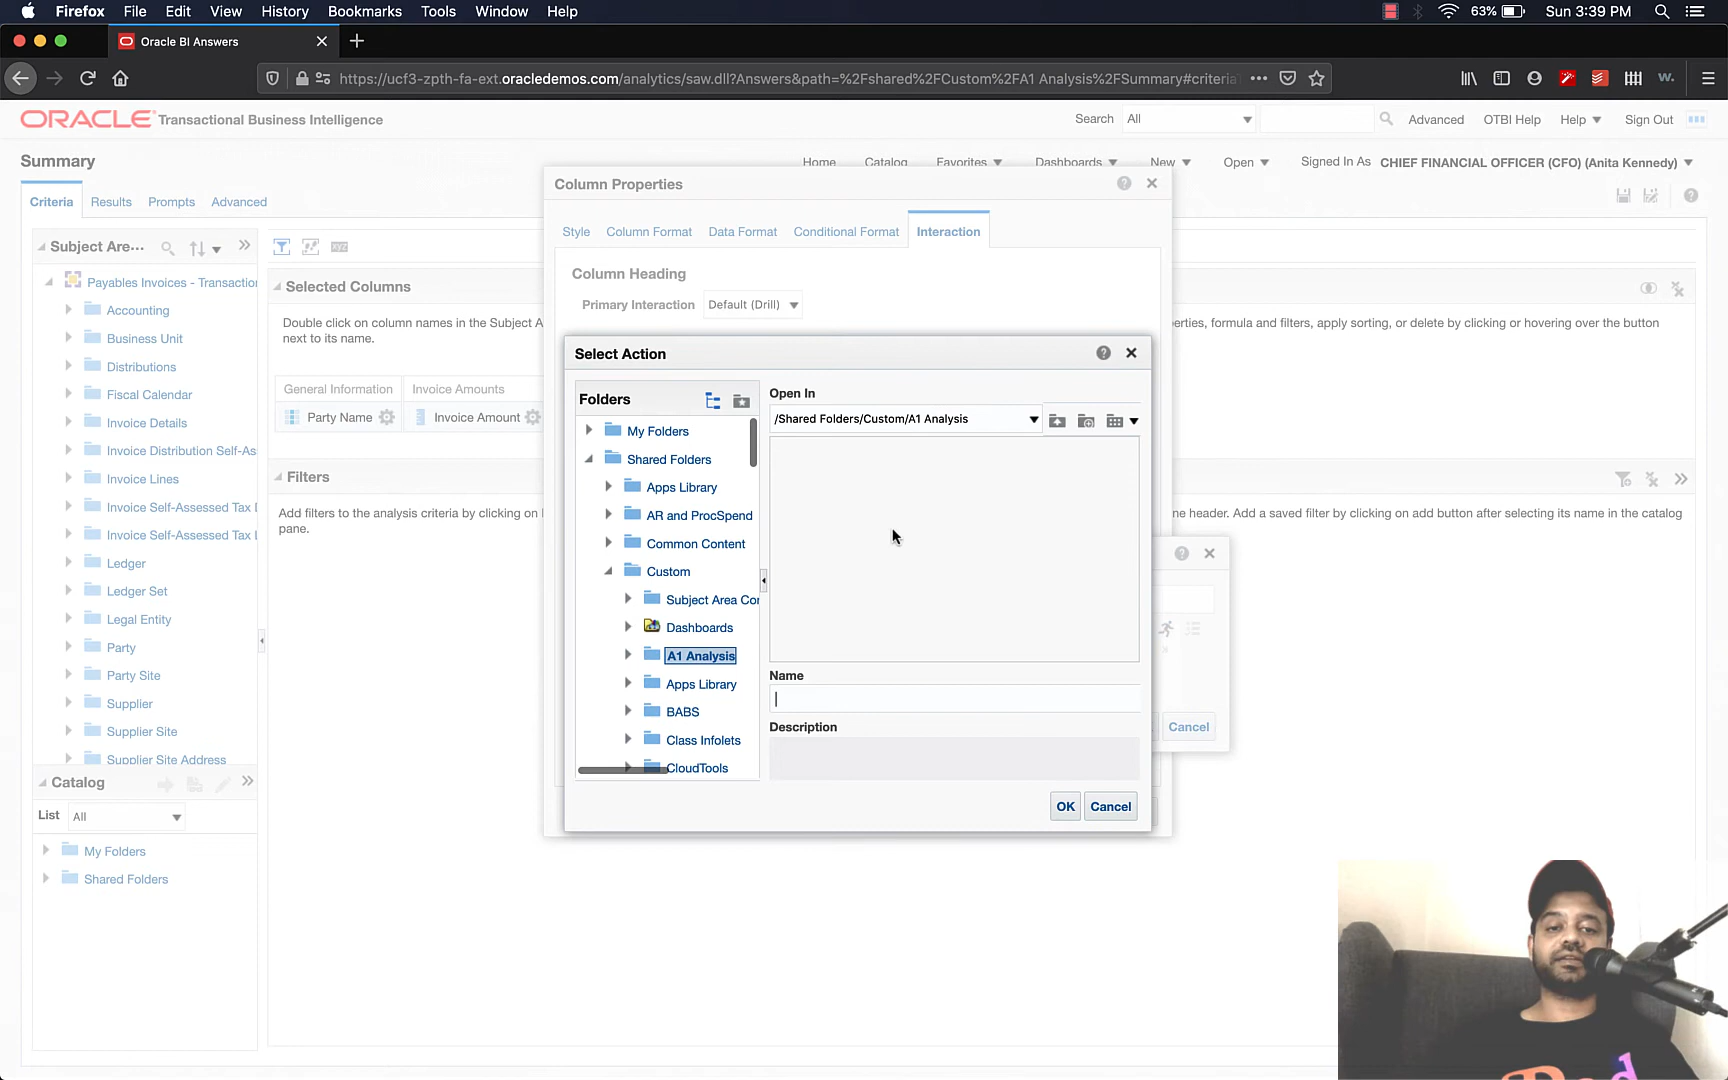 Firefox File Edit View History Bookmarks Tools Window Help 63% Sun 3:39 PM
Oracle BI Answers
https://ucf3-zpth-fa-ext.oracledemos.com/analytics/saw.dll?Answers&path=%2Fshared%2FCustom%2FA1 Analysis%2FSummary#criteria
ORACLE Transactional Business Intelligence Search All Advanced OTBI Help Help Sign Out
Summary Home Catalog Favorites Dashboards New Open Signed In As CHIEF FINANCIAL OFFICER (CFO) (Anita Kennedy)
Criteria Results Prompts Advanced
Column Properties
Style Column Format Data Format Conditional Format Interaction
Column Heading
Primary Interaction Default (Drill)
Subject Are...
Payables Invoices - Transaction
Accounting
Business Unit
Distributions
Fiscal Calendar
Invoice Details
Invoice Distribution Self-As
Invoice Lines
Invoice Self-Assessed Tax
Invoice Self-Assessed Tax
Ledger
Ledger Set
Legal Entity
Party
Party Site
Supplier
Supplier Site
Supplier Site Address
Catalog
List All
My Folders
Shared Folders
Selected Columns
Double click on column names in the Subject A
perties, formula and filters, apply sorting, or delete by clicking or hovering over the button
next to its name.
General Information Invoice Amounts
Party Name Invoice Amount
Filters
Add filters to the analysis criteria by clicking on
ne header. Add a saved filter by clicking on add button after selecting its name in the catalog
pane.
Select Action
Folders
My Folders
Shared Folders
Apps Library
AR and ProcSpend
Common Content
Custom
Subject Area Cor
Dashboards
A1 Analysis
Apps Library
BABS
Class Infolets
CloudTools
Open In
/Shared Folders/Custom/A1 Analysis
Name
Description
OK Cancel
Cancel